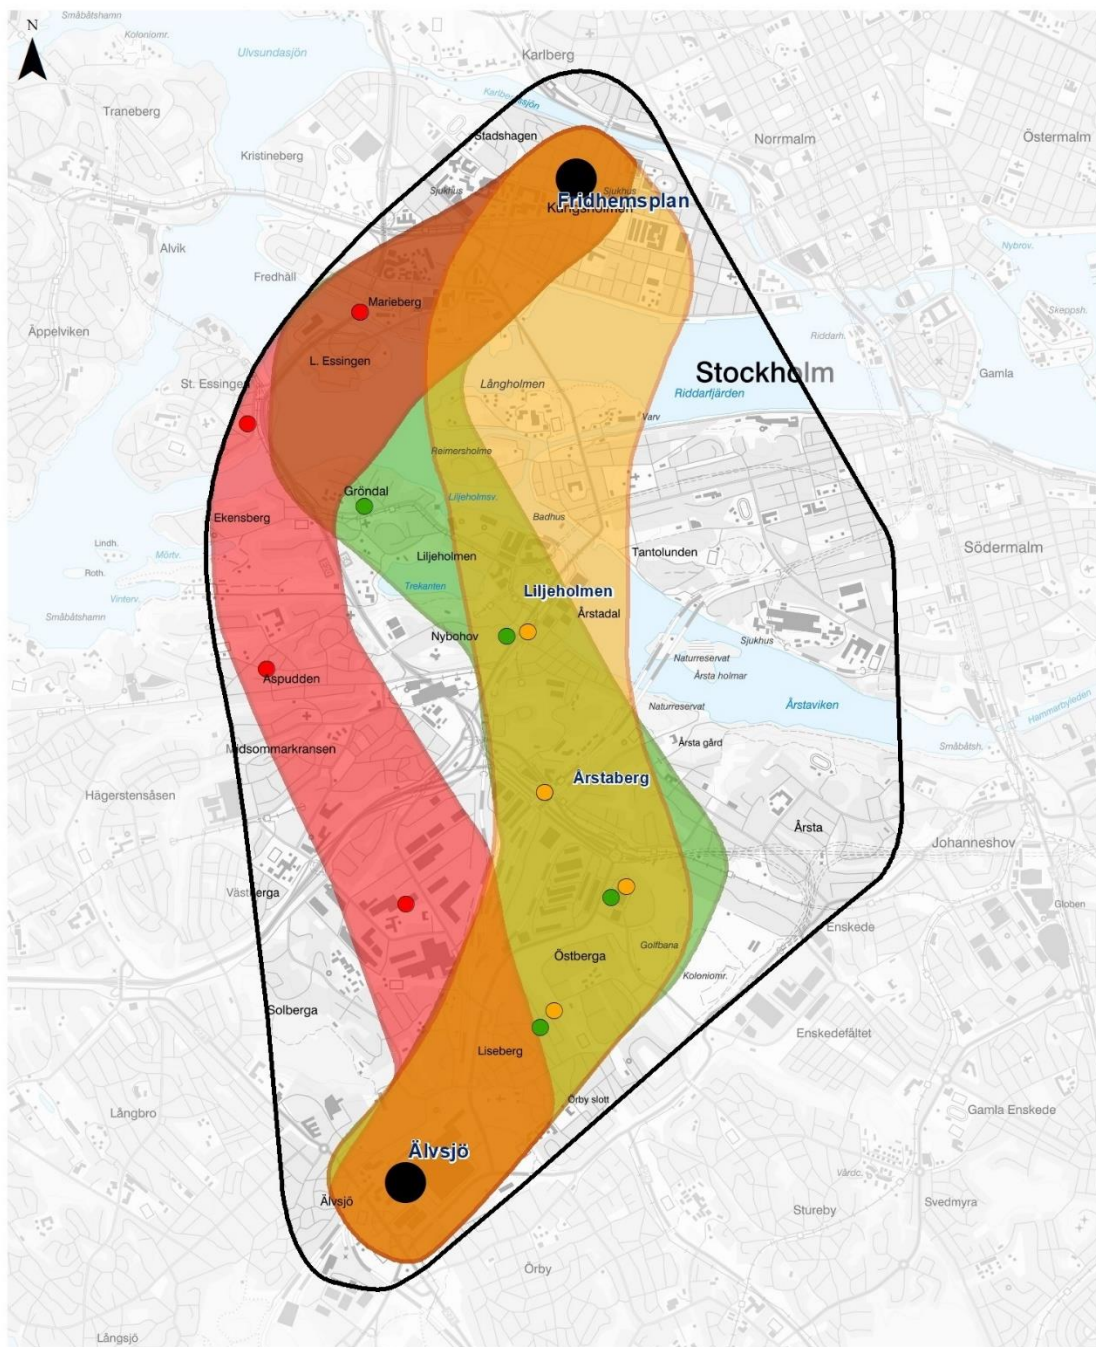 Småbåtshamn
Koloniomr.
N
Ulvsundasjön
Karlberg
Traneberg
Karlbergssjön
Stadshagen
Norrmalm
Östermalm
Kristineberg
Sjukhus
Sjukhus
Fridhemsplan
Kungsholmen
Alvik
Nybrov.
Fredhäll
Marieberg
Skeppsh.
Äppelviken
Riddarh.
L. Essingen
Stockholm
Gamla
St. Essingen
Långholmen
Riddarfjärden
Varv
Reimersholme
Gröndal
Liljeholmsv.
Ekensberg
Badhus
Lindh.
Mörtv.
Liljeholmen
Tantolunden
Södermalm
Roth.
Trekanten
Vinterv.
Liljeholmen
Småbåtshamn
Årstadal
Nybohov
Sjukhus
Naturreservat
Årsta holmar
Aspudden
Naturreservat
Årstaviken
Hammarbyleden
Midsommarkransen
Årsta gård
Småbåtsh.
Årstaberg
Hägerstensåsen
Årsta
Johanneshov
Västberga
Globen
Enskede
Golfbana
Östberga
Koloniomr.
Solberga
Enskedefältet
Liseberg
Långbro
Örby slott
Gamla Enskede
Älvsjö
Vårdc.
Älvsjö
Stureby
Svedmyra
Örby
Långsjö